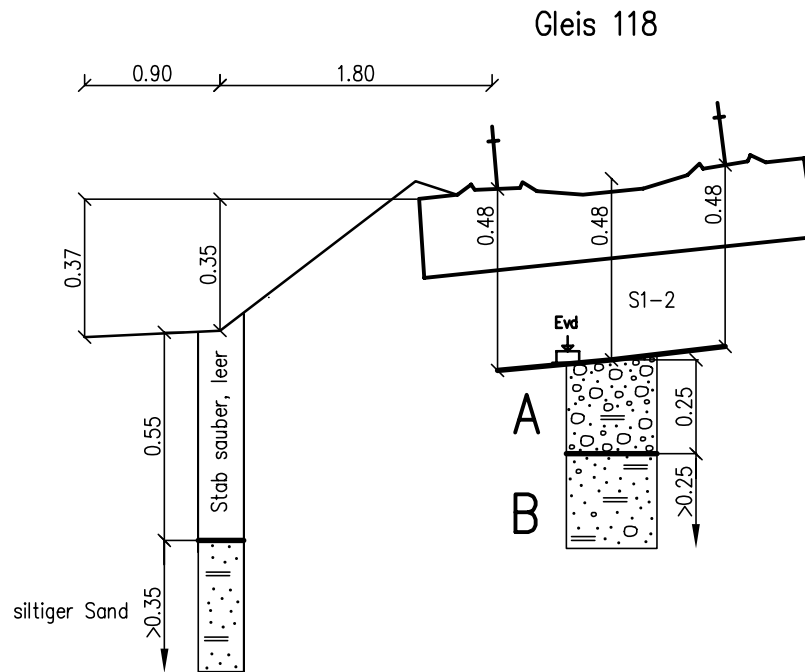 Gleis 118
0.90
1.80
0.37
0.35
0.48
0.48
0.48
S1-2
Evd
0.55
Stab sauber, leer
A
0.25
B
>0.25
siltiger Sand
>0.35